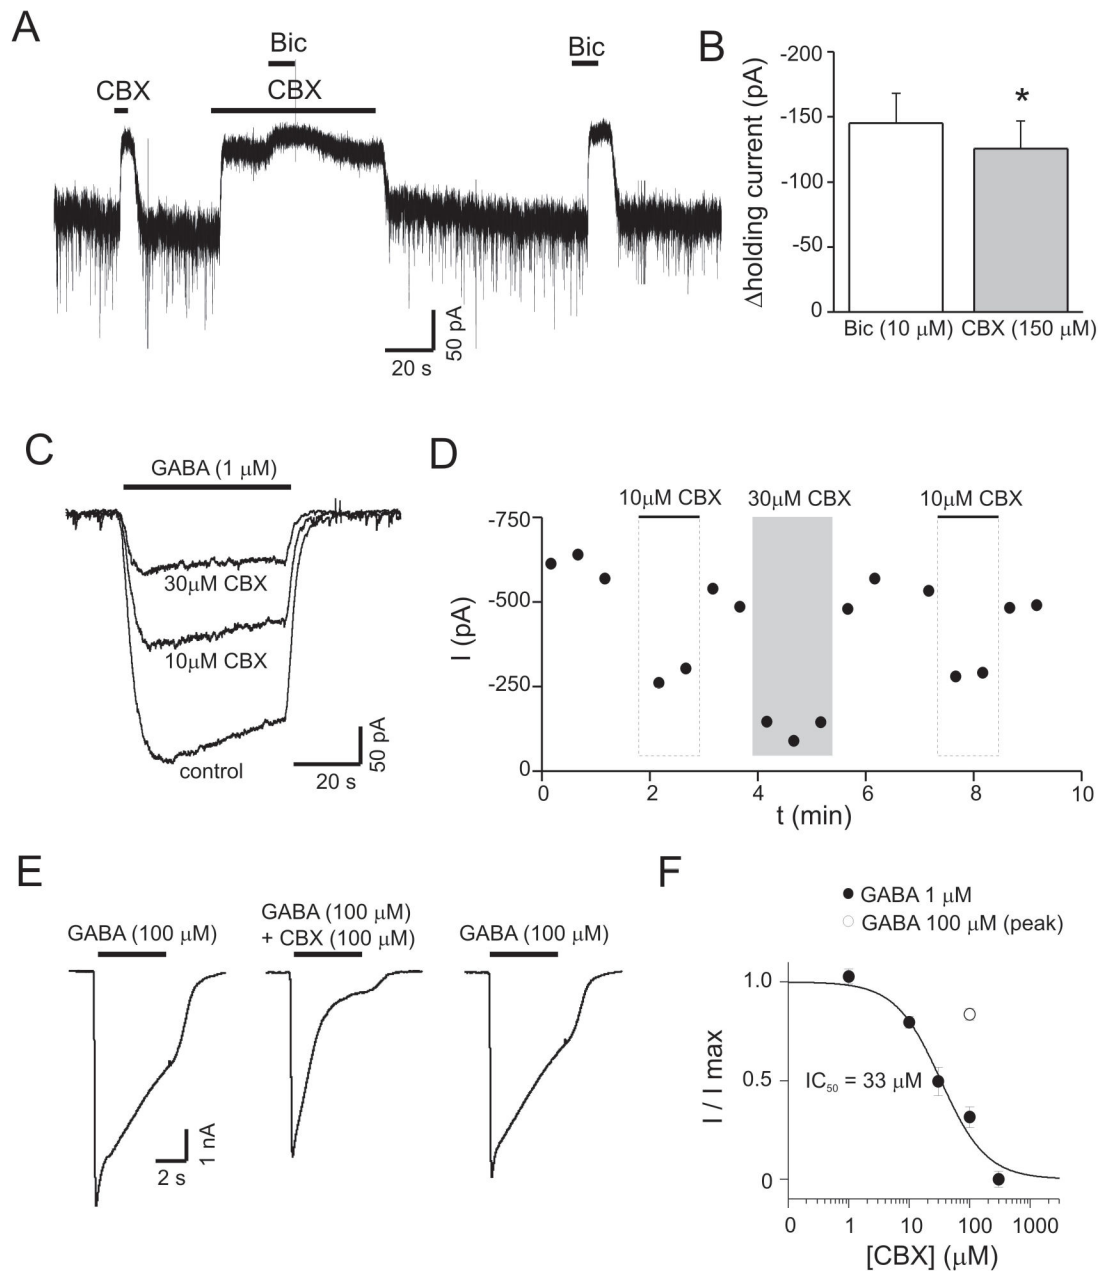 A
Bic
CBX
CBX
Bic
50 pA
20 s
B
Δholding current (pA)
-200
-150
-100
-50
0
*
Bic (10 μM)
CBX (150 μM)
C
GABA (1 μM)
30μM CBX
10μM CBX
control
50 pA
20 s
D
10μM CBX
30μM CBX
10μM CBX
I (pA)
-750
-500
-250
0
0
2
4
6
8
10
t (min)
E
GABA (100 μM)
GABA (100 μM)
+ CBX (100 μM)
GABA (100 μM)
1 nA
2 s
F
GABA 1 μM
GABA 100 μM (peak)
I / I max
1.0
0.5
0
IC50 = 33 μM
0
1
10
100
1000
[CBX] (μM)